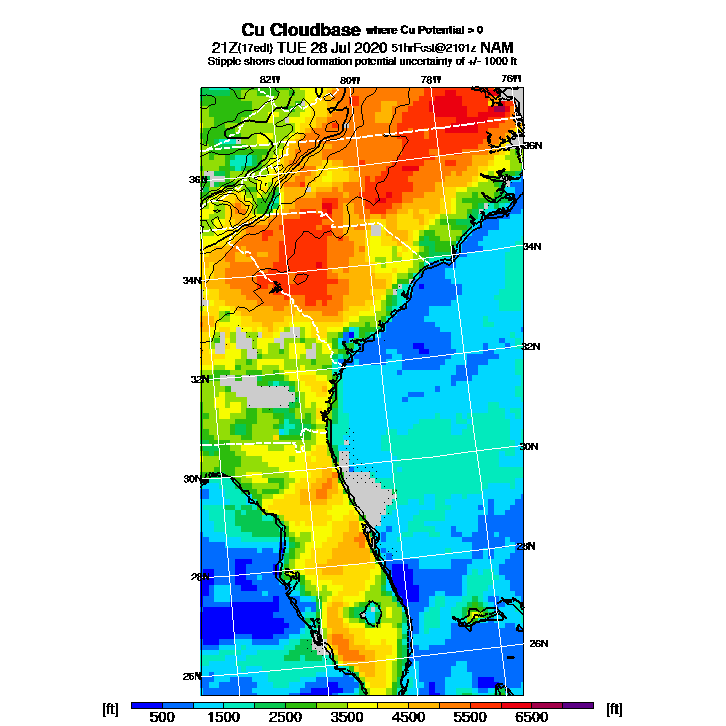 Cu Cloudbase where Cu Potential > 0
21Z(17edt) TUE 28 Jul 2020 51hrFcst@2101z NAM
Stipple shows cloud formation potential uncertainty of +/- 1000 ft
82W 80W 78W 76W
36N
36N
34N
34N
32N
32N
30N
30N
28N
28N
26N
26N
[ft] 500 1500 2500 3500 4500 5500 6500 [ft]